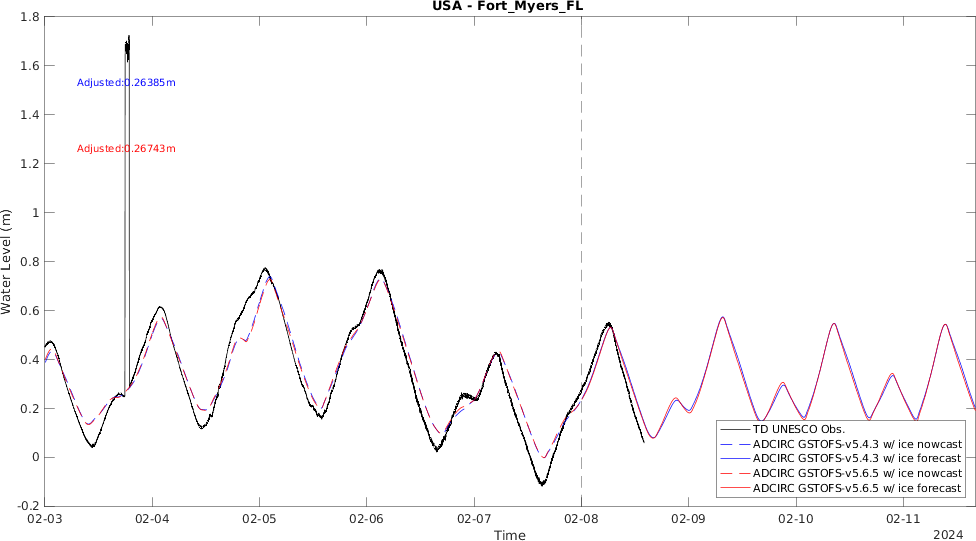 USA - Fort_Myers_FL
1.8
1.6
1.4
1.2
1
0.8
0.6
0.4
0.2
0
-0.2
Water Level (m)
Adjusted:0.26385m
Adjusted:0.26743m
TD UNESCO Obs.
ADCIRC GSTOFS-v5.4.3 w/ ice nowcast
ADCIRC GSTOFS-v5.4.3 w/ ice forecast
ADCIRC GSTOFS-v5.6.5 w/ ice nowcast
ADCIRC GSTOFS-v5.6.5 w/ ice forecast
02-03 02-04 02-05 02-06 02-07 02-08 02-09 02-10 02-11
Time
2024